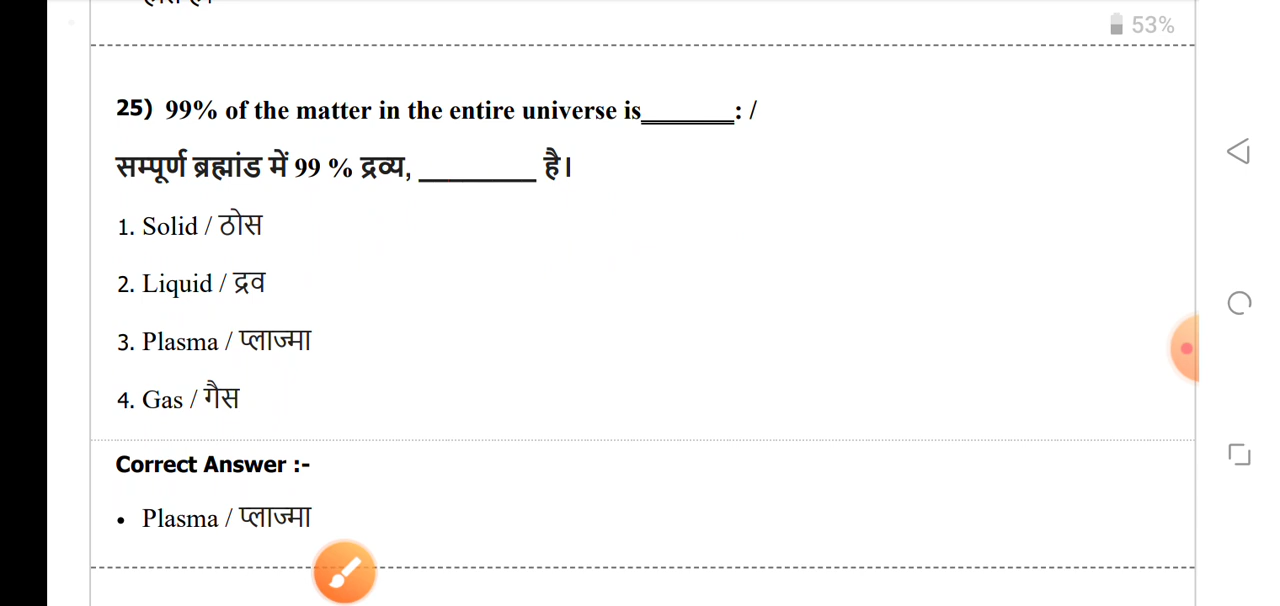 53%
25) 99% of the matter in the entire universe is_______: /
सम्पूर्ण ब्रह्मांड में 99 % द्रव्य, _________ है।
1. Solid / ठोस
2. Liquid / द्रव
3. Plasma / प्लाज्मा
4. Gas / गैस
Correct Answer :-
• Plasma / प्लाज्मा